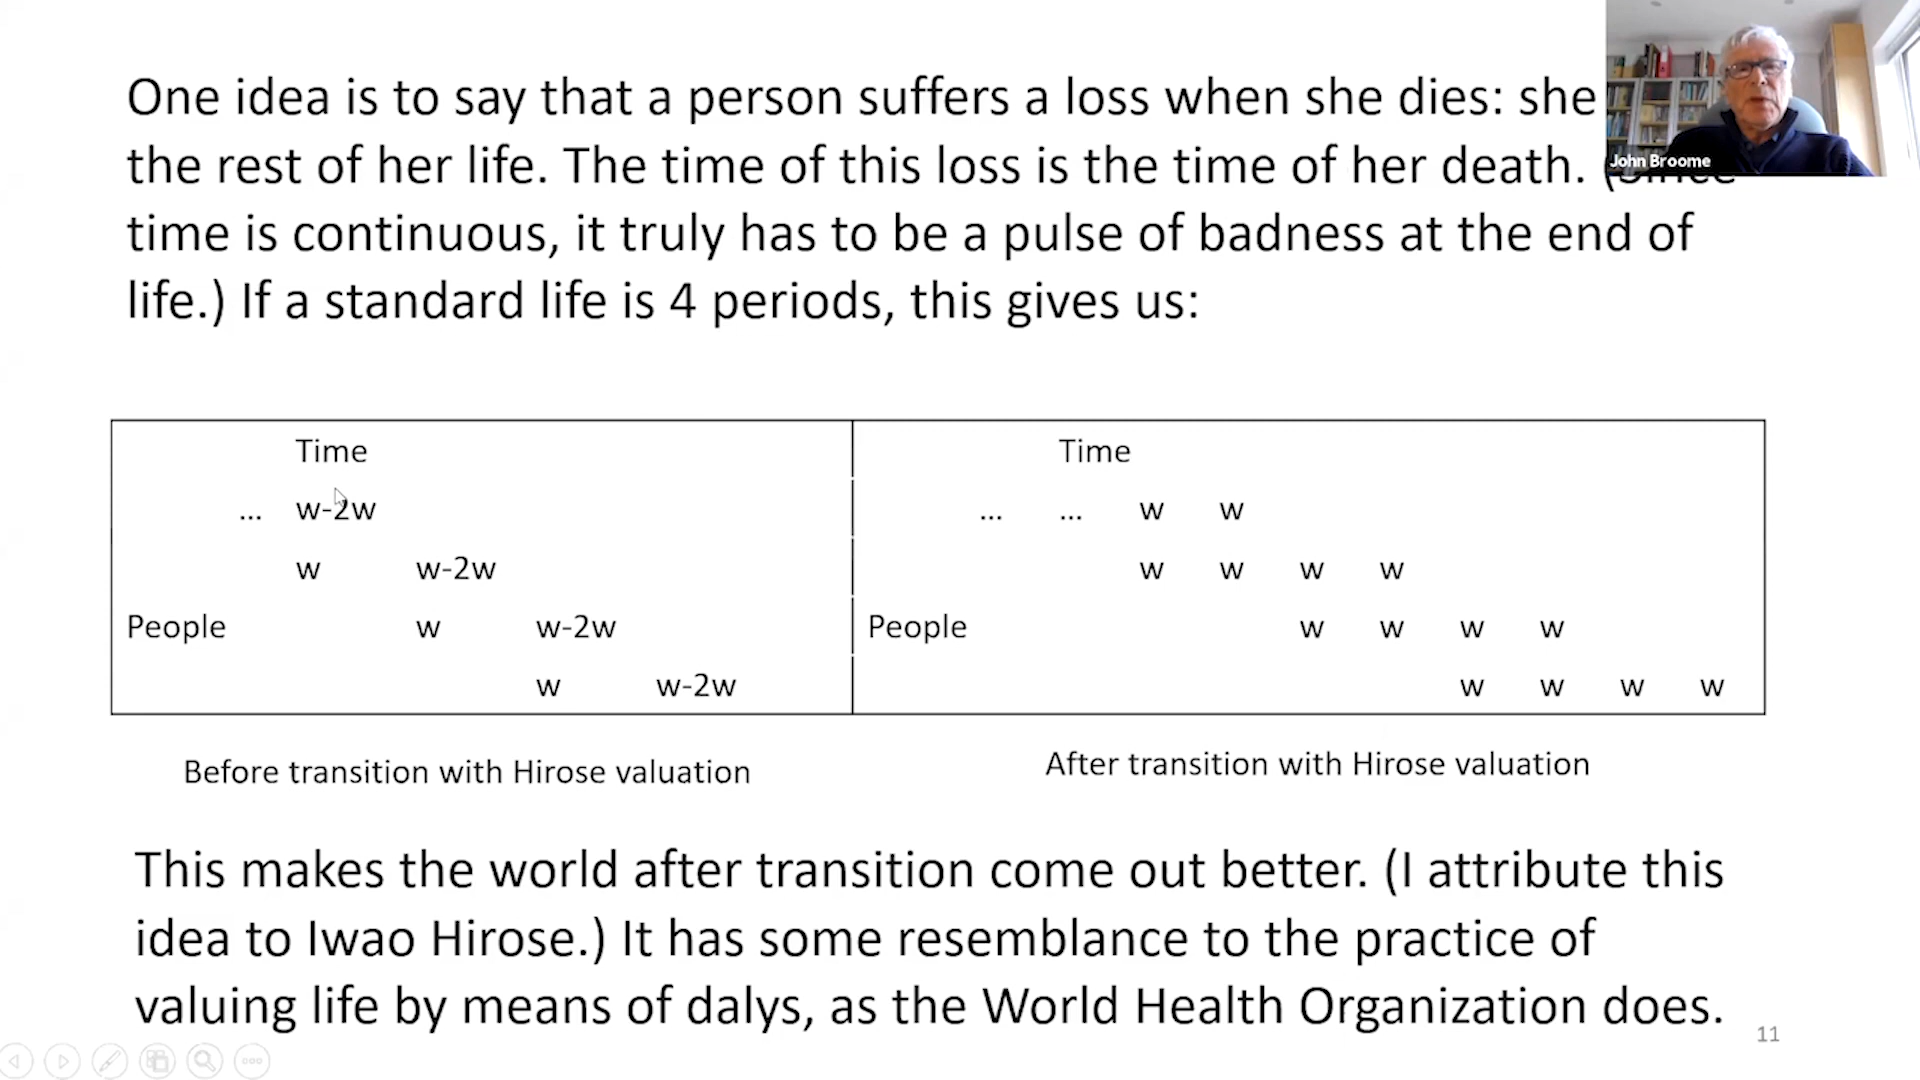 One idea is to say that a person suffers a loss when she dies: she
John Broome
the rest of her life. The time of this loss is the time of her death. (Since
time is continuous, it truly has to be a pulse of badness at the end of
life.) If a standard life is 4 periods, this gives us:
Time Time
... w-2w ... ... w w
w w-2w w w w w
People w w-2w People w w w w
w w-2w w w w w
Before transition with Hirose valuation After transition with Hirose valuation
This makes the world after transition come out better. (I attribute this
idea to Iwao Hirose.) It has some resemblance to the practice of
valuing life by means of dalys, as the World Health Organization does.
11